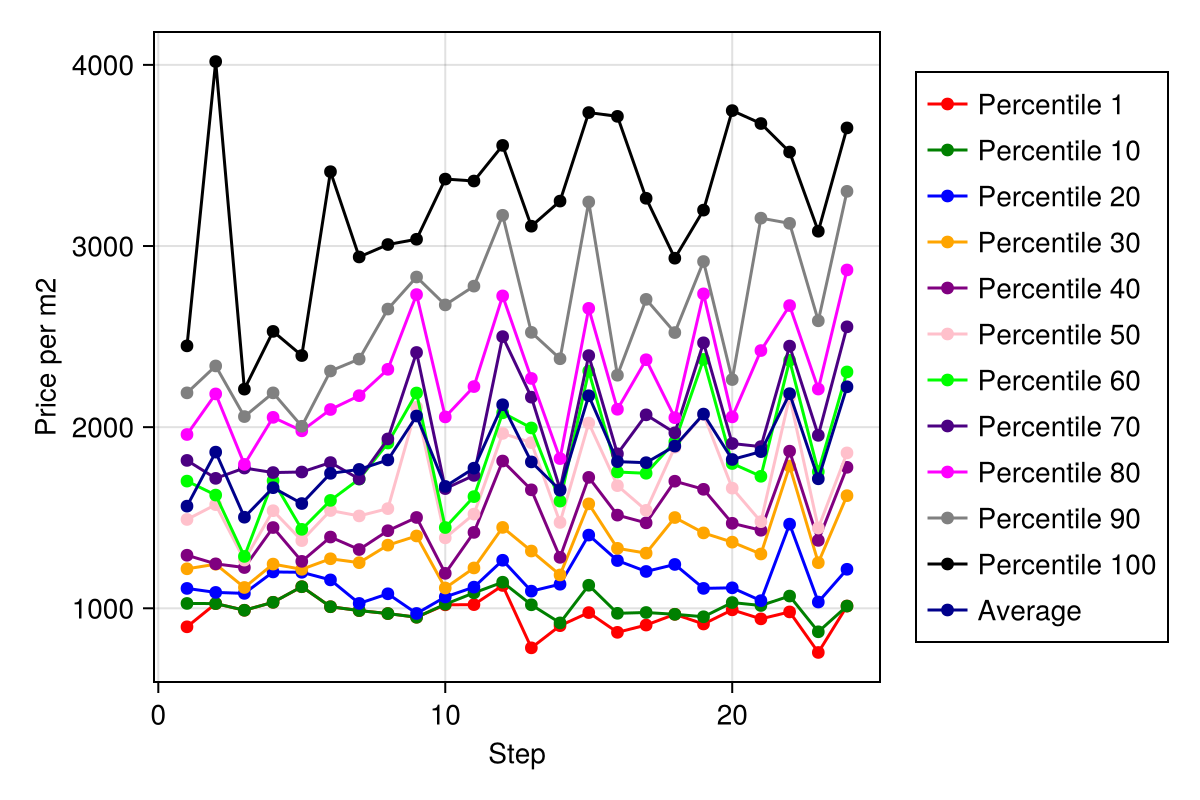 4000
3000
2000
1000
Price per m2
0
10
20
Step
Percentile 1
Percentile 10
Percentile 20
Percentile 30
Percentile 40
Percentile 50
Percentile 60
Percentile 70
Percentile 80
Percentile 90
Percentile 100
Average